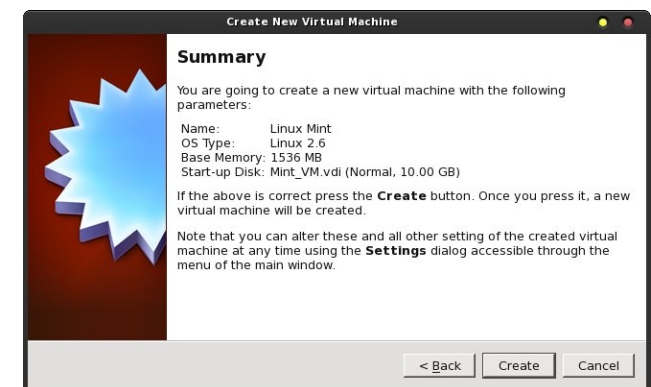 Create New Virtual Machine
Summary
You are going to create a new virtual machine with the following
parameters:
Name: Linux Mint
OS Type: Linux 2.6
Base Memory: 1536 MB
Start-up Disk: Mint_VM.vdi (Normal, 10.00 GB)
If the above is correct press the Create button. Once you press it, a new
virtual machine will be created.
Note that you can alter these and all other setting of the created virtual
machine at any time using the Settings dialog accessible through the
menu of the main window.
< Back Create Cancel